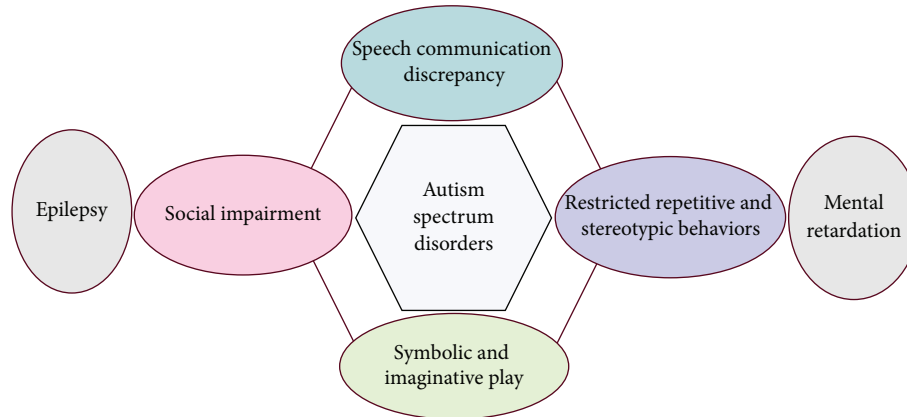 Speech communication
discrepancy
Epilepsy
Social impairment
Autism
spectrum
disorders
Restricted repetitive and
stereotypic behaviors
Mental
retardation
Symbolic and
imaginative play